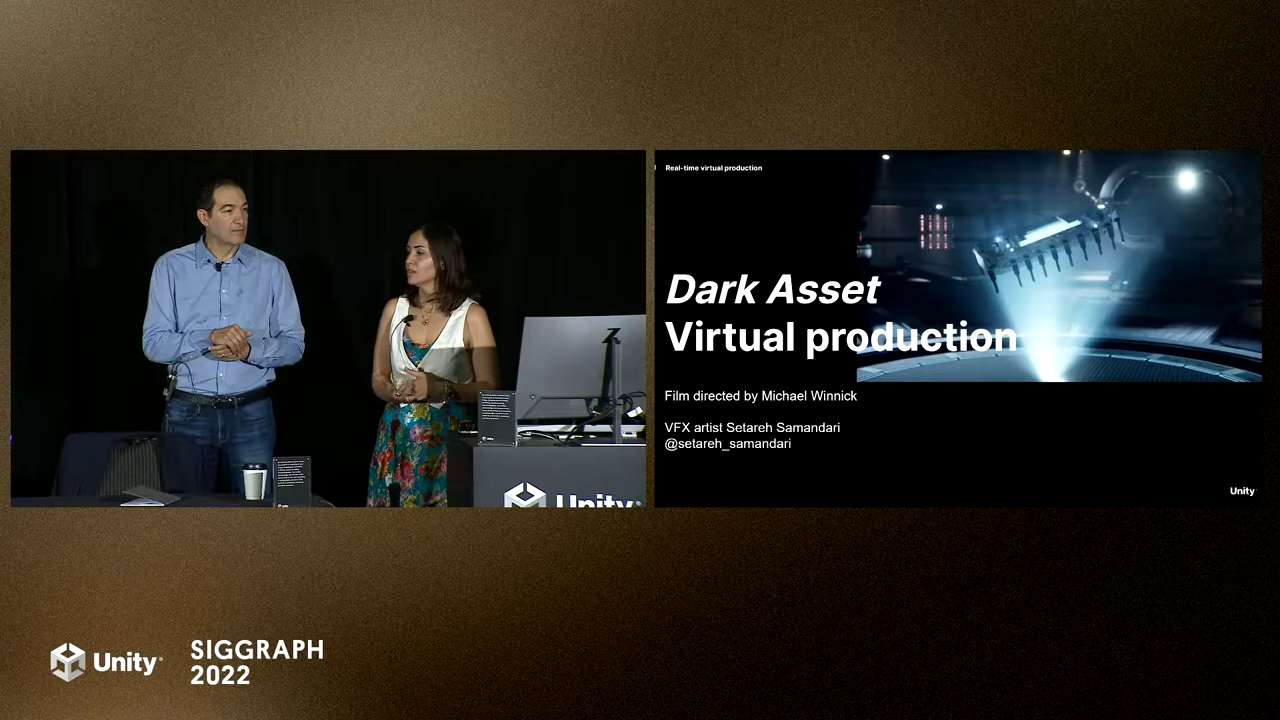 Real-time virtual production
Dark Asset
Virtual production
Film directed by Michael Winnick
VFX artist Setareh Samandari
@setareh_samandari
Unity
Unity
Unity
SIGGRAPH
2022